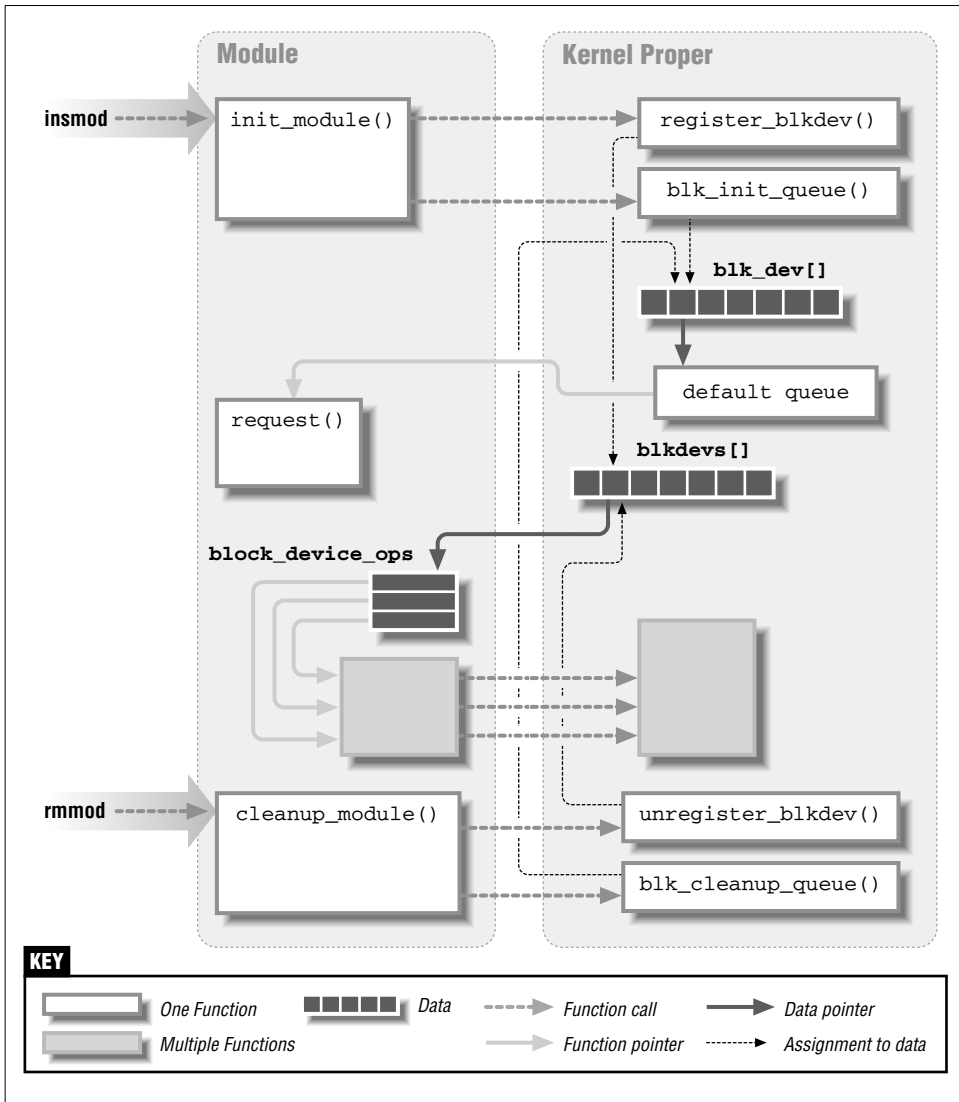 Module
Kernel Proper
insmod
init_module()
register_blkdev()
blk_init_queue()
blk_dev[]
default queue
request()
blkdevs[]
block_device_ops
rmmod
cleanup_module()
unregister_blkdev()
blk_cleanup_queue()
KEY
One Function
Data
Function call
Data pointer
Multiple Functions
Function pointer
Assignment to data